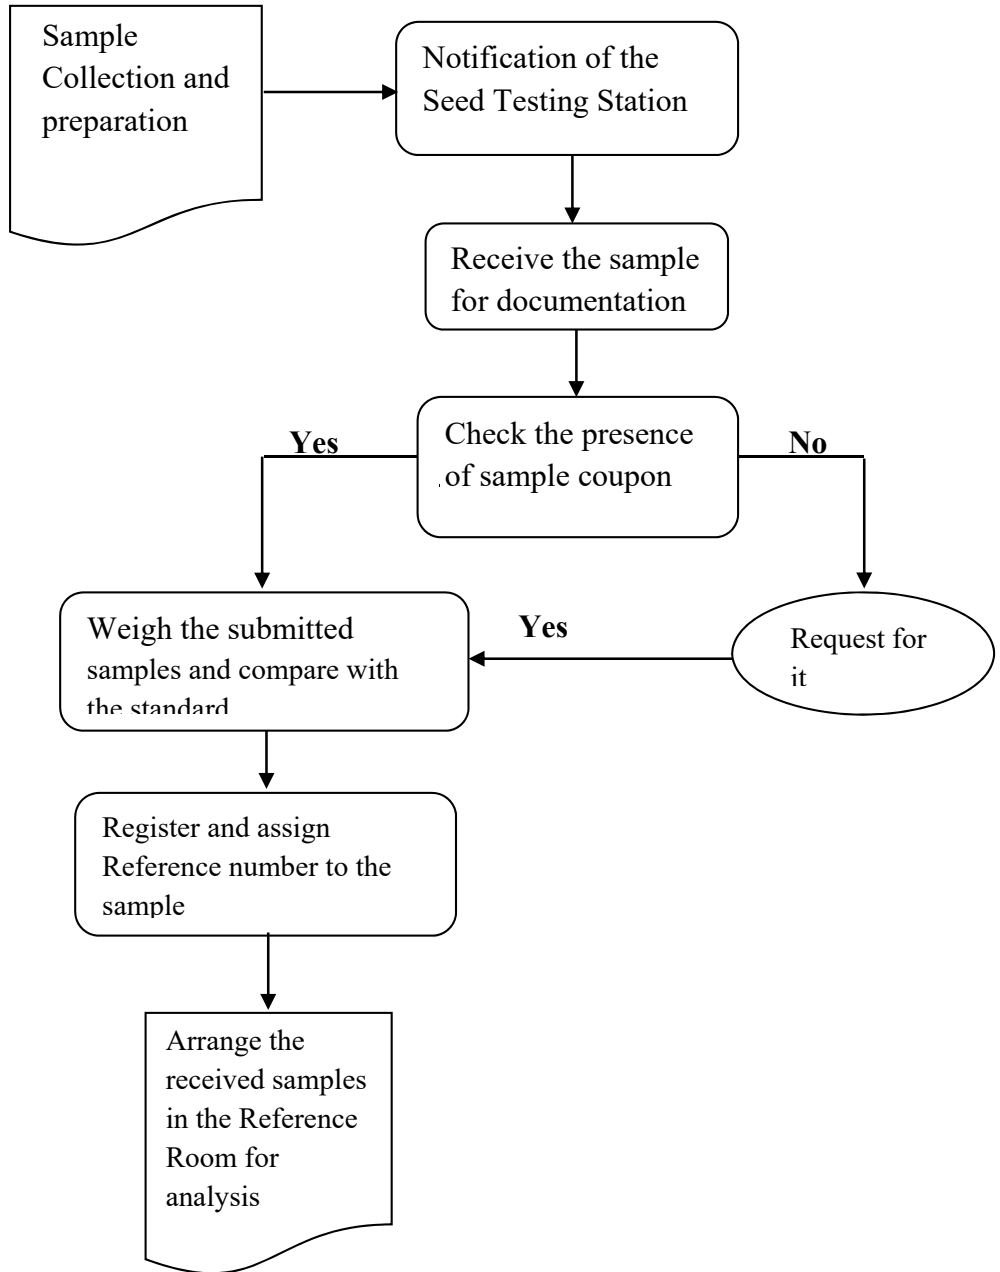 Sample
Collection and
preparation
Notification of the
Seed Testing Station
Receive the sample
for documentation
Check the presence
of sample coupon
Yes
No
Weigh the submitted
samples and compare with
the standard
Yes
Request for
it
Register and assign
Reference number to the
sample
Arrange the
received samples
in the Reference
Room for
analysis